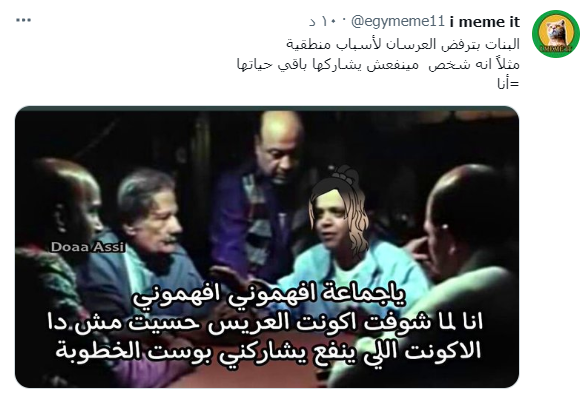 i meme it @egymeme11 · ١٠ د
البنات بترفض العرسان لأسباب منطقية
مثلاً انه شخص مينفعش يشاركها باقي حياتها
=أنا
Doaa Assi
ياجماعة افهموني افهموني
انا لما شوفت اكونت العريس حسيت مش.دا
الاكونت اللي ينفع يشاركني بوست الخطوبة